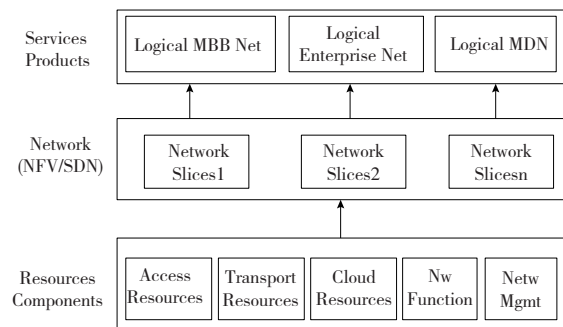 Services
Products
Logical MBB Net
Logical
Enterprise Net
Logical MDN
Network
(NFV/SDN)
Network
Slices1
Network
Slices2
Network
Slicesn
Resources
Components
Access
Resources
Transport
Resources
Cloud
Resources
Nw
Function
Netw
Mgmt